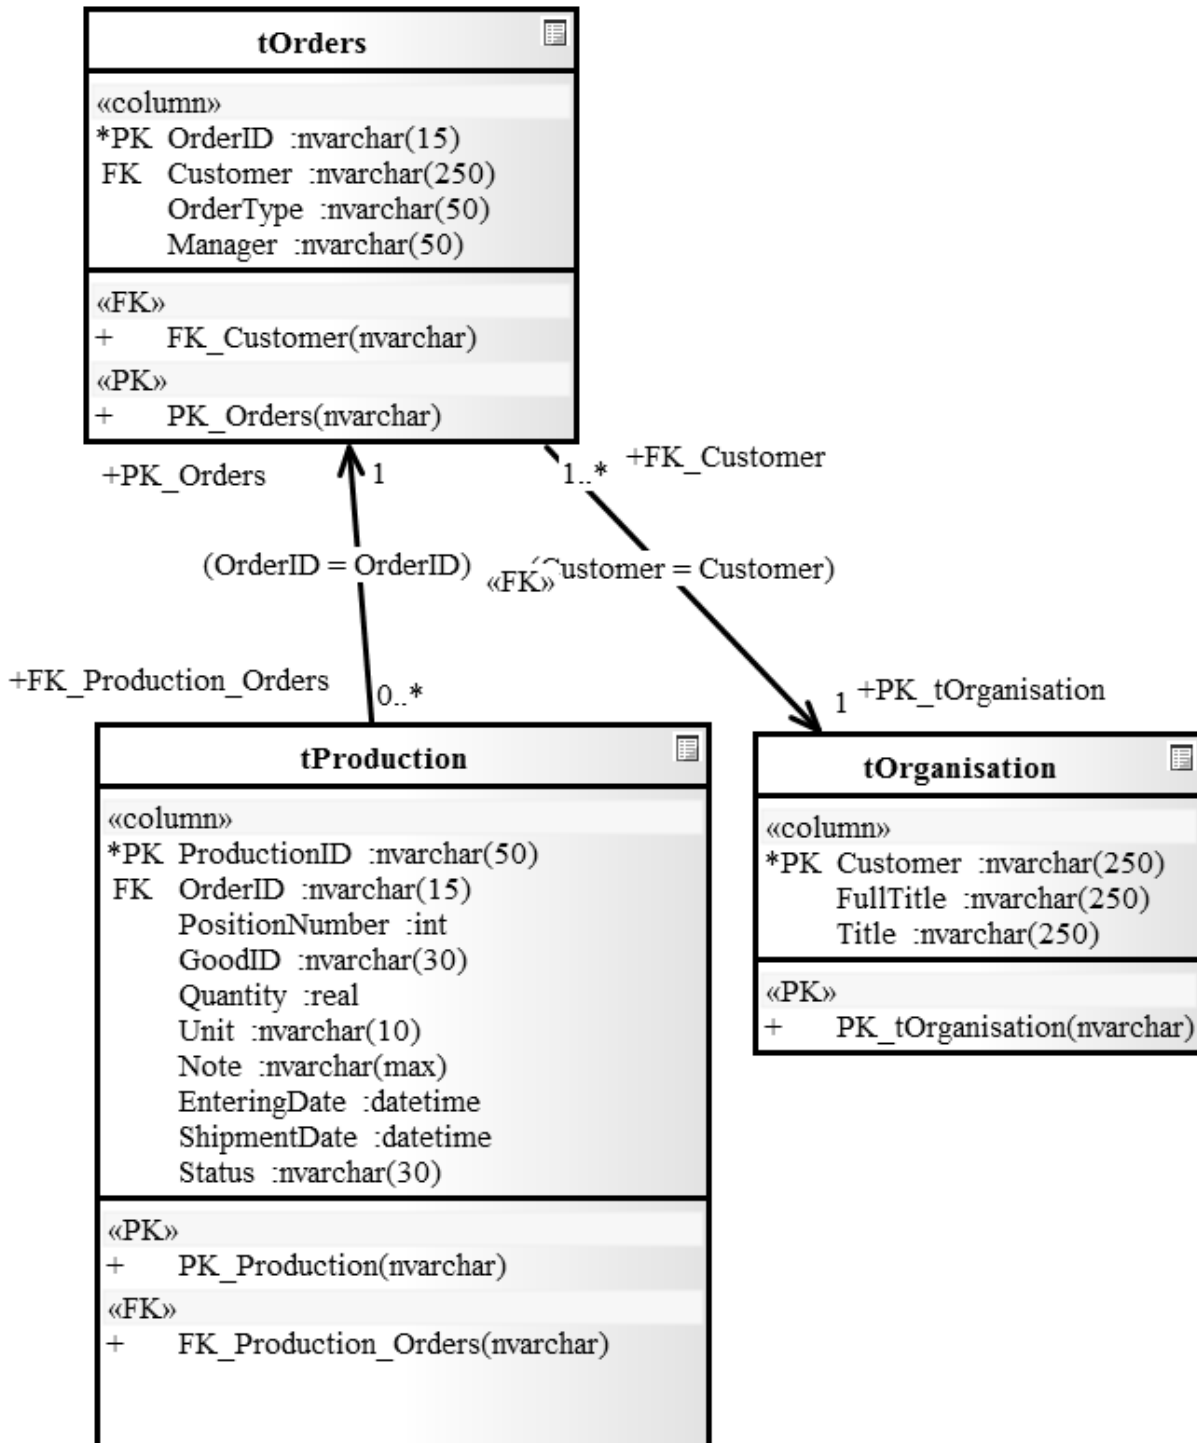 tOrders
«column»
*PK OrderID :nvarchar(15)
FK Customer :nvarchar(250)
OrderType :nvarchar(50)
Manager :nvarchar(50)
«FK»
+ FK_Customer(nvarchar)
«PK»
+ PK_Orders(nvarchar)
+PK_Orders
1
1..*
+FK_Customer
(OrderID = OrderID)
«FK»
(Customer = Customer)
+FK_Production_Orders
0..*
1
+PK_tOrganisation
tProduction
«column»
*PK ProductionID :nvarchar(50)
FK OrderID :nvarchar(15)
PositionNumber :int
GoodID :nvarchar(30)
Quantity :real
Unit :nvarchar(10)
Note :nvarchar(max)
EnteringDate :datetime
ShipmentDate :datetime
Status :nvarchar(30)
«PK»
+ PK_Production(nvarchar)
«FK»
+ FK_Production_Orders(nvarchar)
tOrganisation
«column»
*PK Customer :nvarchar(250)
FullTitle :nvarchar(250)
Title :nvarchar(250)
«PK»
+ PK_tOrganisation(nvarchar)